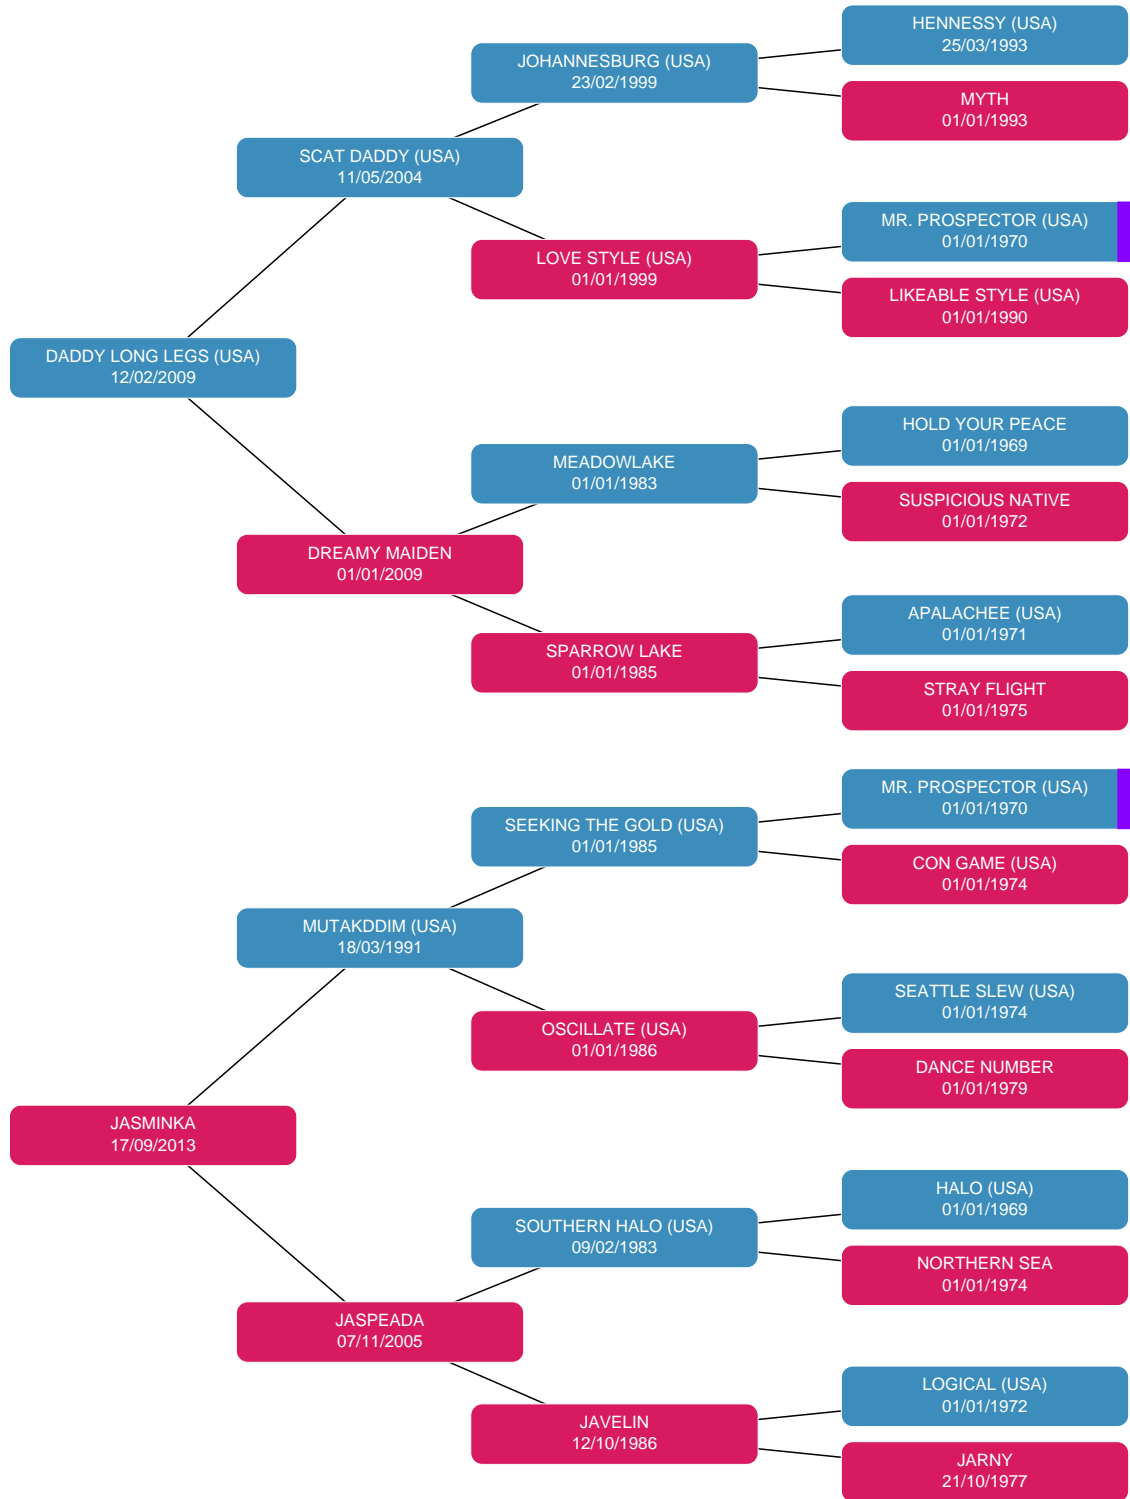 HENNESSY (USA)
25/03/1993
JOHANNESBURG (USA)
23/02/1999
MYTH
01/01/1993
SCAT DADDY (USA)
11/05/2004
MR. PROSPECTOR (USA)
01/01/1970
LOVE STYLE (USA)
01/01/1999
LIKEABLE STYLE (USA)
01/01/1990
DADDY LONG LEGS (USA)
12/02/2009
HOLD YOUR PEACE
01/01/1969
MEADOWLAKE
01/01/1983
SUSPICIOUS NATIVE
01/01/1972
DREAMY MAIDEN
01/01/2009
APALACHEE (USA)
01/01/1971
SPARROW LAKE
01/01/1985
STRAY FLIGHT
01/01/1975
MR. PROSPECTOR (USA)
01/01/1970
SEEKING THE GOLD (USA)
01/01/1985
CON GAME (USA)
01/01/1974
MUTAKDDIM (USA)
18/03/1991
SEATTLE SLEW (USA)
01/01/1974
OSCILLATE (USA)
01/01/1986
DANCE NUMBER
01/01/1979
JASMINKA
17/09/2013
HALO (USA)
01/01/1969
SOUTHERN HALO (USA)
09/02/1983
NORTHERN SEA
01/01/1974
JASPEADA
07/11/2005
LOGICAL (USA)
01/01/1972
JAVELIN
12/10/1986
JARNY
21/10/1977